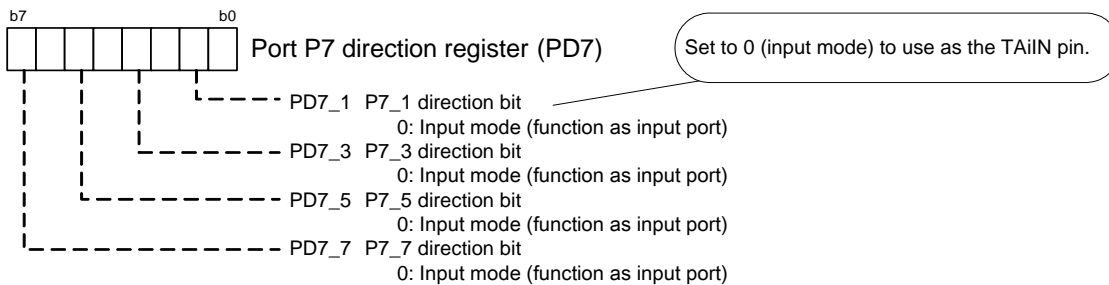 b7 b0
Port P7 direction register (PD7)
Set to 0 (input mode) to use as the TAiIN pin.
PD7_1 P7_1 direction bit
0: Input mode (function as input port)
PD7_3 P7_3 direction bit
0: Input mode (function as input port)
PD7_5 P7_5 direction bit
0: Input mode (function as input port)
PD7_7 P7_7 direction bit
0: Input mode (function as input port)